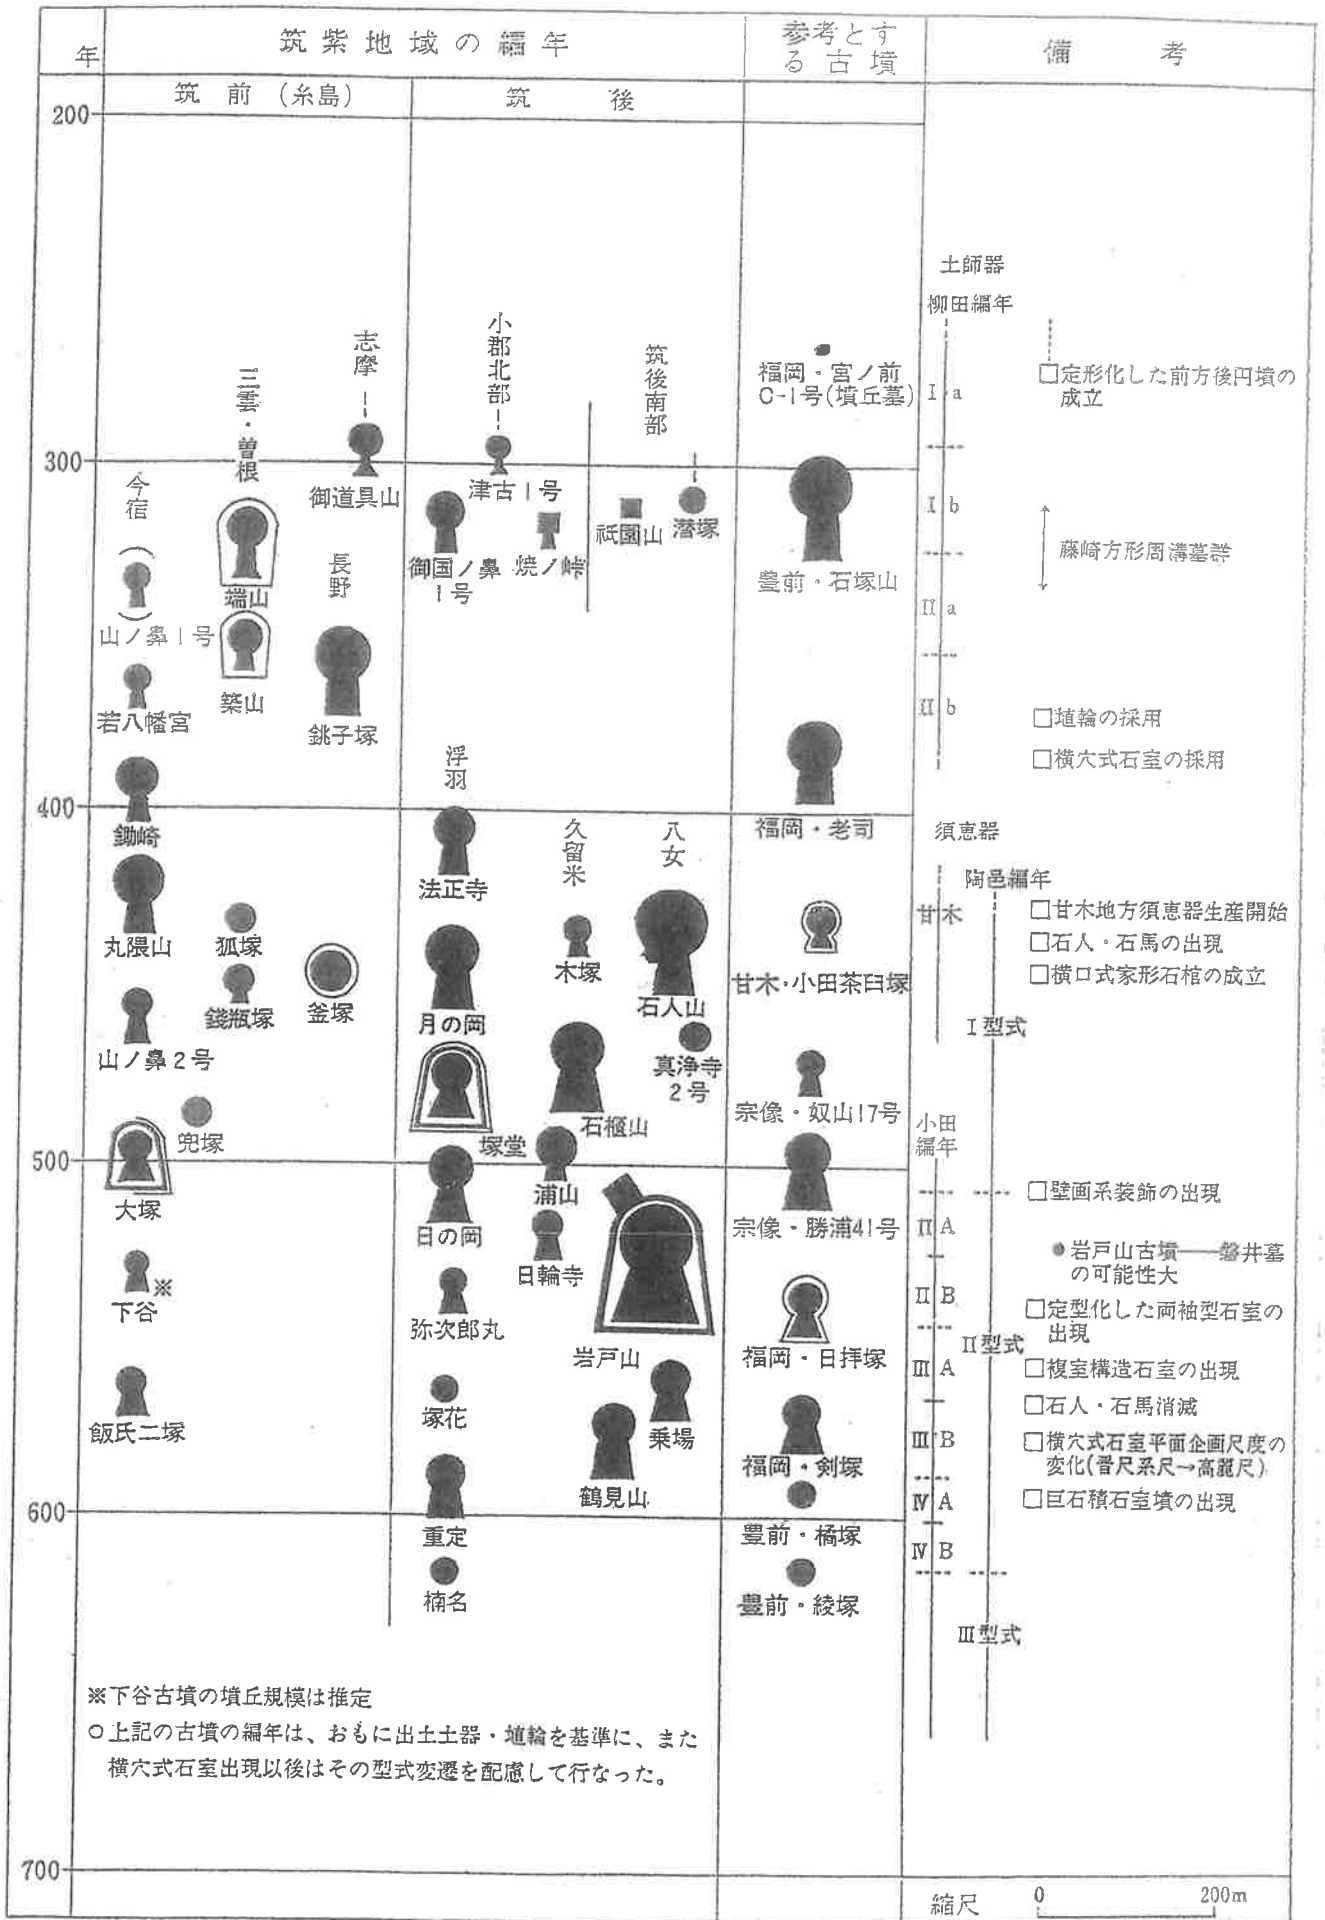 年
筑紫地域の編年
参考とす
る古墳
備考
筑前(糸島)
筑後
200
土師器
柳田編年
小郡北部
志摩
筑後南部
三雲・曽根
福岡・宮ノ前
C-1号(墳丘墓)
Ⅰa
□定形化した前方後円墳の
成立
300
今宿
御道具山
津古1号
祇園山
潜塚
Ⅰb
長野
御国ノ鼻
1号
焼ノ峠
藤崎方形周溝墓群
端山
豊前・石塚山
Ⅱa
山ノ鼻1号
築山
若八幡宮
銚子塚
Ⅱb
□埴輪の採用
□横穴式石室の採用
浮羽
400
鋤崎
久留米
八女
福岡・老司
須恵器
法正寺
陶邑編年
甘木
□甘木地方須恵器生産開始
丸隈山
狐塚
□石人・石馬の出現
木塚
甘木・小田茶臼塚
□横口式家形石棺の成立
銭瓶塚
釜塚
月の岡
石人山
Ⅰ型式
山ノ鼻2号
真浄寺
2号
宗像・奴山17号
石櫃山
小田
編年
兜塚
塚堂
500
浦山
□壁画系装飾の出現
大塚
日の岡
宗像・勝浦41号
ⅡA
日輪寺
●岩戸山古墳——磐井墓
の可能性大
下谷※
弥次郎丸
ⅡB
□定型化した両袖型石室の
出現
岩戸山
福岡・日拝塚
Ⅱ型式
ⅢA
□複室構造石室の出現
塚花
□石人・石馬消滅
飯氏二塚
乗場
ⅢB
□横穴式石室平面企画尺度の
変化(晋尺系尺→高麗尺)
福岡・剣塚
鶴見山
ⅣA
□巨石積石室墳の出現
600
重定
豊前・橘塚
ⅣB
楠名
豊前・綾塚
Ⅲ型式
※下谷古墳の墳丘規模は推定
○上記の古墳の編年は、おもに出土土器・埴輪を基準に、また
横穴式石室出現以後はその型式変遷を配慮して行なった。
700
縮尺
0
200m